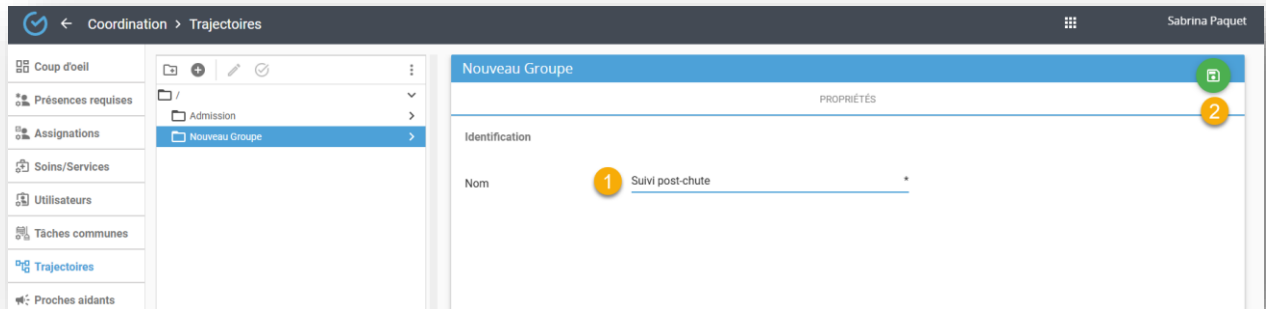 Coordination > Trajectoires
Sabrina Paquet
Coup d'oeil
Présences requises
Assignations
Soins/Services
Utilisateurs
Tâches communes
Trajectoires
Proches aidants
/
Admission
Nouveau Groupe
Nouveau Groupe
PROPRIÉTÉS
2
Identification
Nom
1
Suivi post-chute *